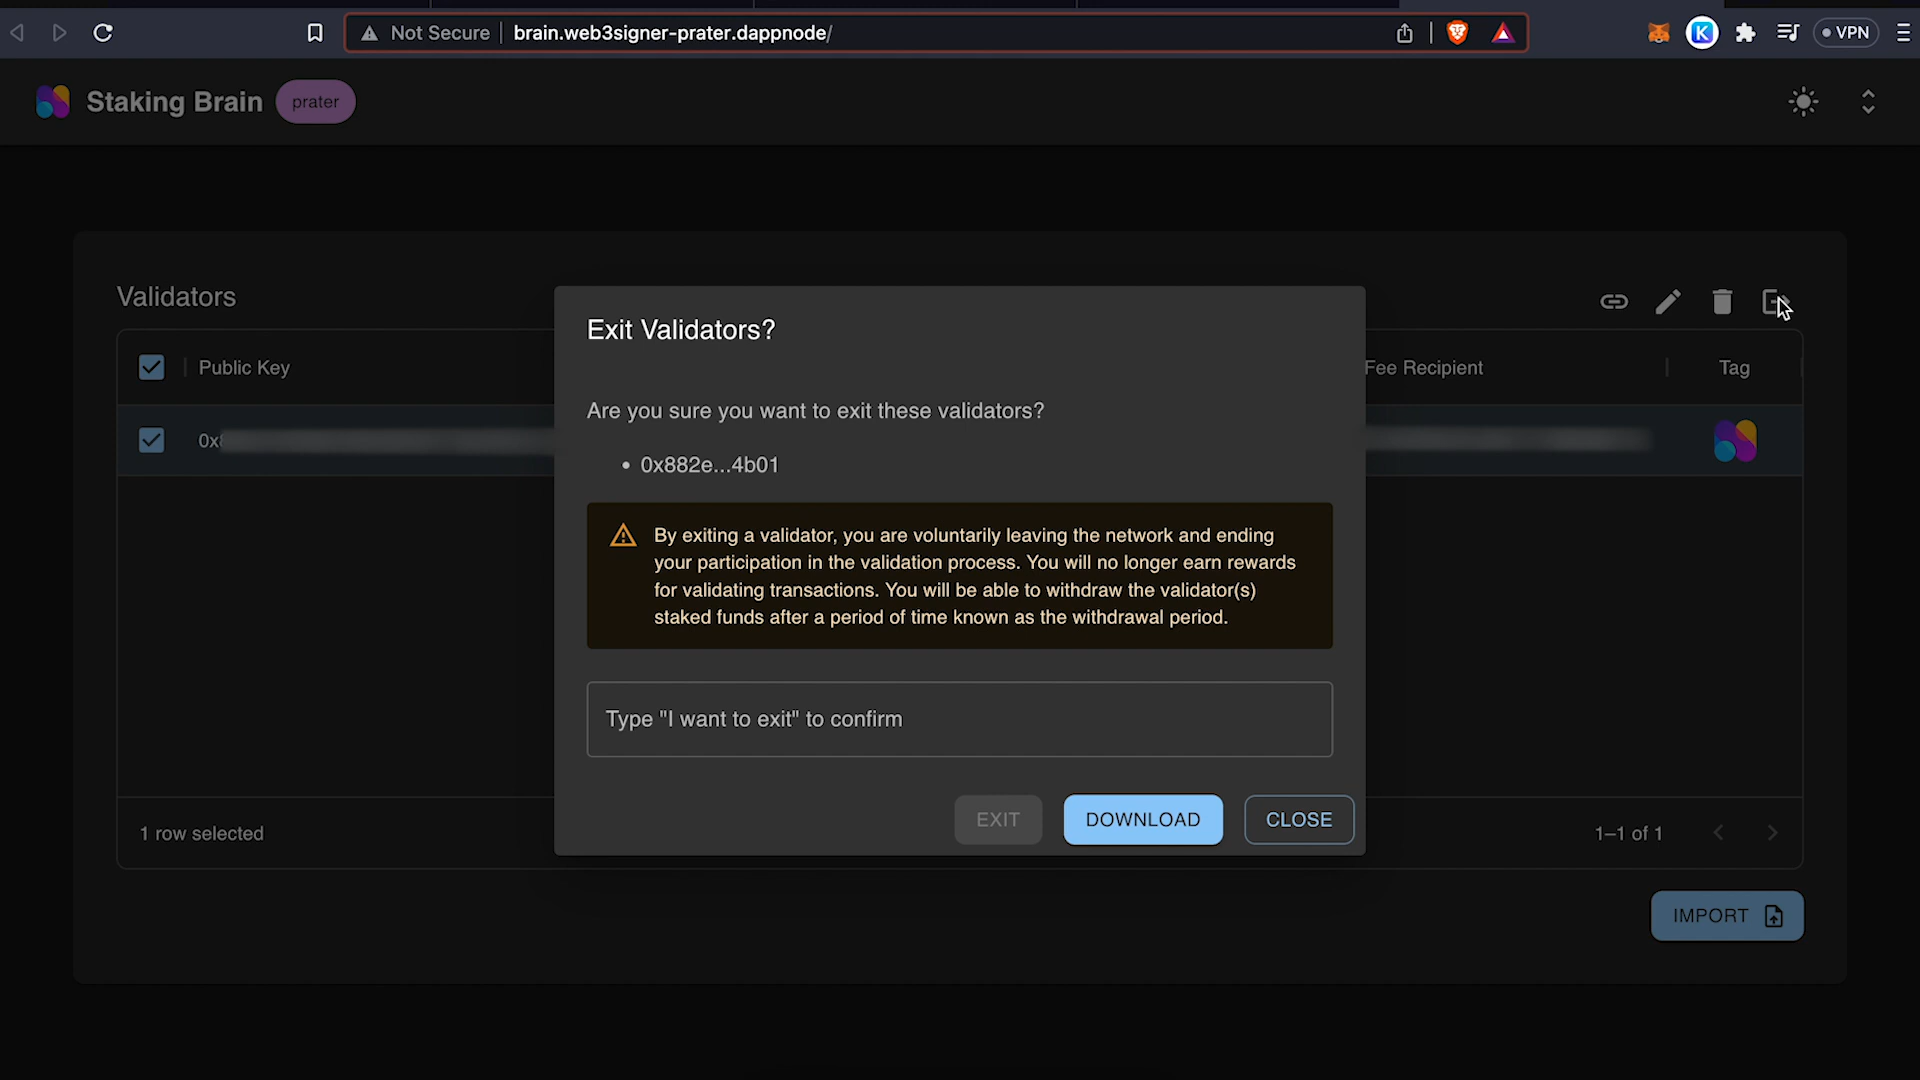 Not Secure
brain.web3signer-prater.dappnode/
VPN
Staking Brain
prater
Validators
Public Key
Fee Recipient
Tag
Exit Validators?
Are you sure you want to exit these validators?
• 0x882e...4b01
By exiting a validator, you are voluntarily leaving the network and ending
your participation in the validation process. You will no longer earn rewards
for validating transactions. You will be able to withdraw the validator(s)
staked funds after a period of time known as the withdrawal period.
Type "I want to exit" to confirm
EXIT
DOWNLOAD
CLOSE
1 row selected
1–1 of 1
IMPORT